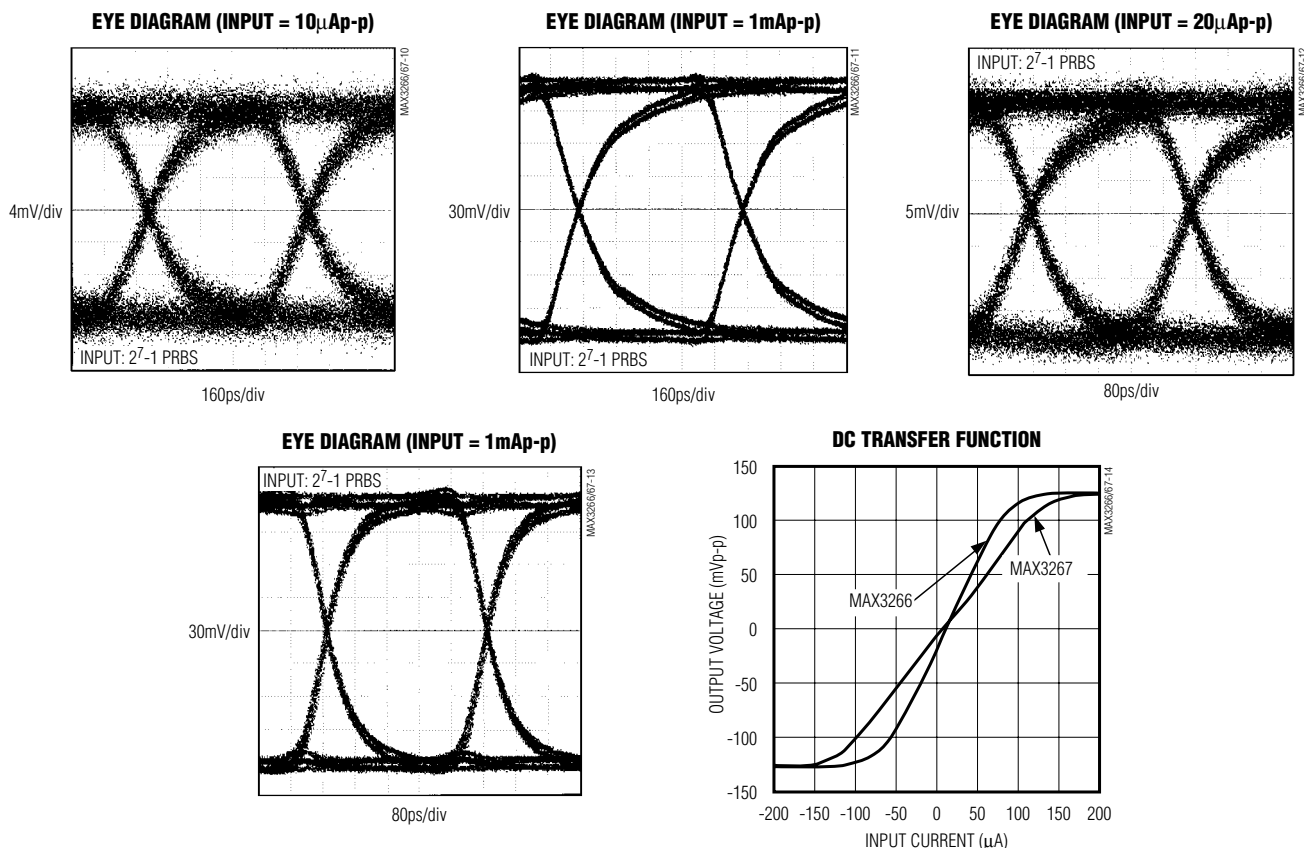 EYE DIAGRAM (INPUT = 10μAp-p)
MAX3266/67-10
4mV/div
INPUT: 2⁷-1 PRBS
160ps/div
EYE DIAGRAM (INPUT = 1mAp-p)
MAX3266/67-11
30mV/div
INPUT: 2⁷-1 PRBS
160ps/div
EYE DIAGRAM (INPUT = 20μAp-p)
INPUT: 2⁷-1 PRBS
MAX3266/67-12
5mV/div
80ps/div
EYE DIAGRAM (INPUT = 1mAp-p)
INPUT: 2⁷-1 PRBS
MAX3266/67-13
30mV/div
80ps/div
DC TRANSFER FUNCTION
MAX3266/67-14
OUTPUT VOLTAGE (mVp-p)
150
100
50
0
-50
-100
-150
MAX3266
MAX3267
-200 -150 -100 -50 0 50 100 150 200
INPUT CURRENT (μA)